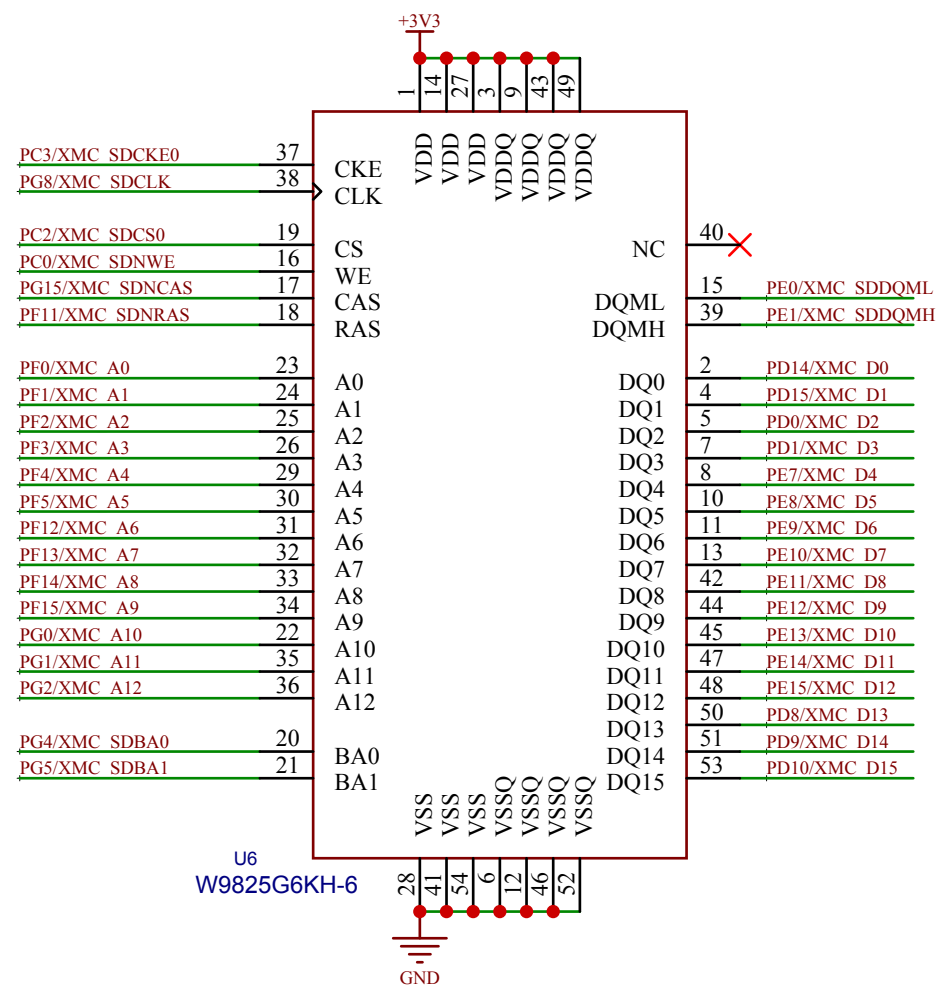 +3V3
1 14 27 3 9 43 49
VDD VDD VDD VDDQ VDDQ VDDQ VDDQ
PC3/XMC_SDCKE0 37 CKE
PG8/XMC_SDCLK 38 CLK
PC2/XMC_SDCS0 19 CS NC 40
PC0/XMC_SDNWE 16 WE
PG15/XMC_SDNCAS 17 CAS DQML 15 PE0/XMC_SDDQML
PF11/XMC_SDNRAS 18 RAS DQMH 39 PE1/XMC_SDDQMH
PF0/XMC_A0 23 A0 DQ0 2 PD14/XMC_D0
PF1/XMC_A1 24 A1 DQ1 4 PD15/XMC_D1
PF2/XMC_A2 25 A2 DQ2 5 PD0/XMC_D2
PF3/XMC_A3 26 A3 DQ3 7 PD1/XMC_D3
PF4/XMC_A4 29 A4 DQ4 8 PE7/XMC_D4
PF5/XMC_A5 30 A5 DQ5 10 PE8/XMC_D5
PF12/XMC_A6 31 A6 DQ6 11 PE9/XMC_D6
PF13/XMC_A7 32 A7 DQ7 13 PE10/XMC_D7
PF14/XMC_A8 33 A8 DQ8 42 PE11/XMC_D8
PF15/XMC_A9 34 A9 DQ9 44 PE12/XMC_D9
PG0/XMC_A10 22 A10 DQ10 45 PE13/XMC_D10
PG1/XMC_A11 35 A11 DQ11 47 PE14/XMC_D11
PG2/XMC_A12 36 A12 DQ12 48 PE15/XMC_D12
DQ13 50 PD8/XMC_D13
PG4/XMC_SDBA0 20 BA0 DQ14 51 PD9/XMC_D14
PG5/XMC_SDBA1 21 BA1 DQ15 53 PD10/XMC_D15
VSS VSS VSS VSSQ VSSQ VSSQ VSSQ
U6
W9825G6KH-6
28 41 54 6 12 46 52
GND